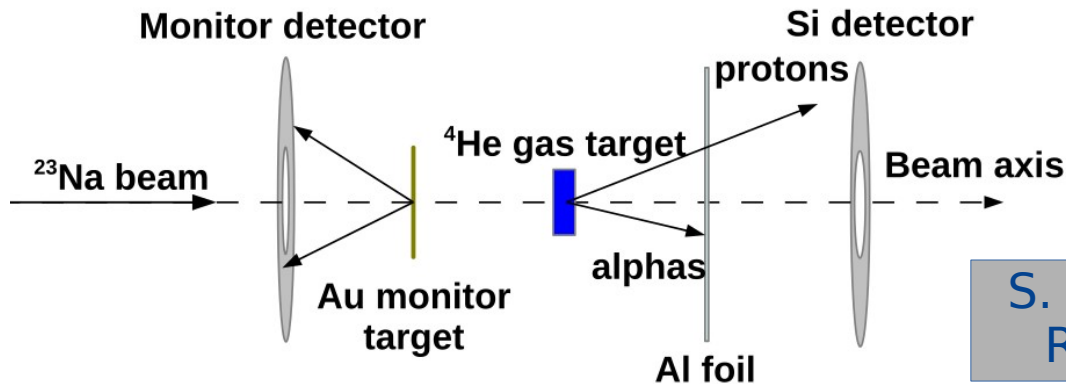 Monitor detector
Si detector
protons
⁴He gas target
²³Na beam
Beam axis
alphas
Au monitor
target
Al foil
S.
R